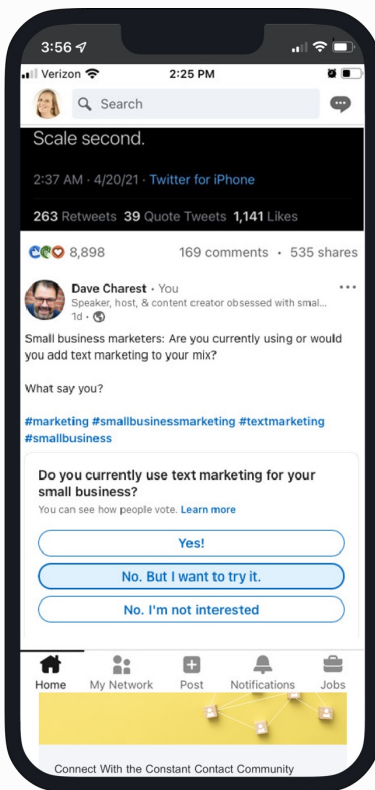 3:56
Verizon 2:25 PM
Search
Scale second.
2:37 AM · 4/20/21 · Twitter for iPhone
263 Retweets 39 Quote Tweets 1,141 Likes
8,898 169 comments · 535 shares
Dave Charest · You
Speaker, host, & content creator obsessed with smal...
1d ·
Small business marketers: Are you currently using or would
you add text marketing to your mix?
What say you?
#marketing #smallbusinessmarketing #textmarketing
#smallbusiness
Do you currently use text marketing for your
small business?
You can see how people vote. Learn more
Yes!
No. But I want to try it.
No. I'm not interested
Home My Network Post Notifications Jobs
Connect With the Constant Contact Community